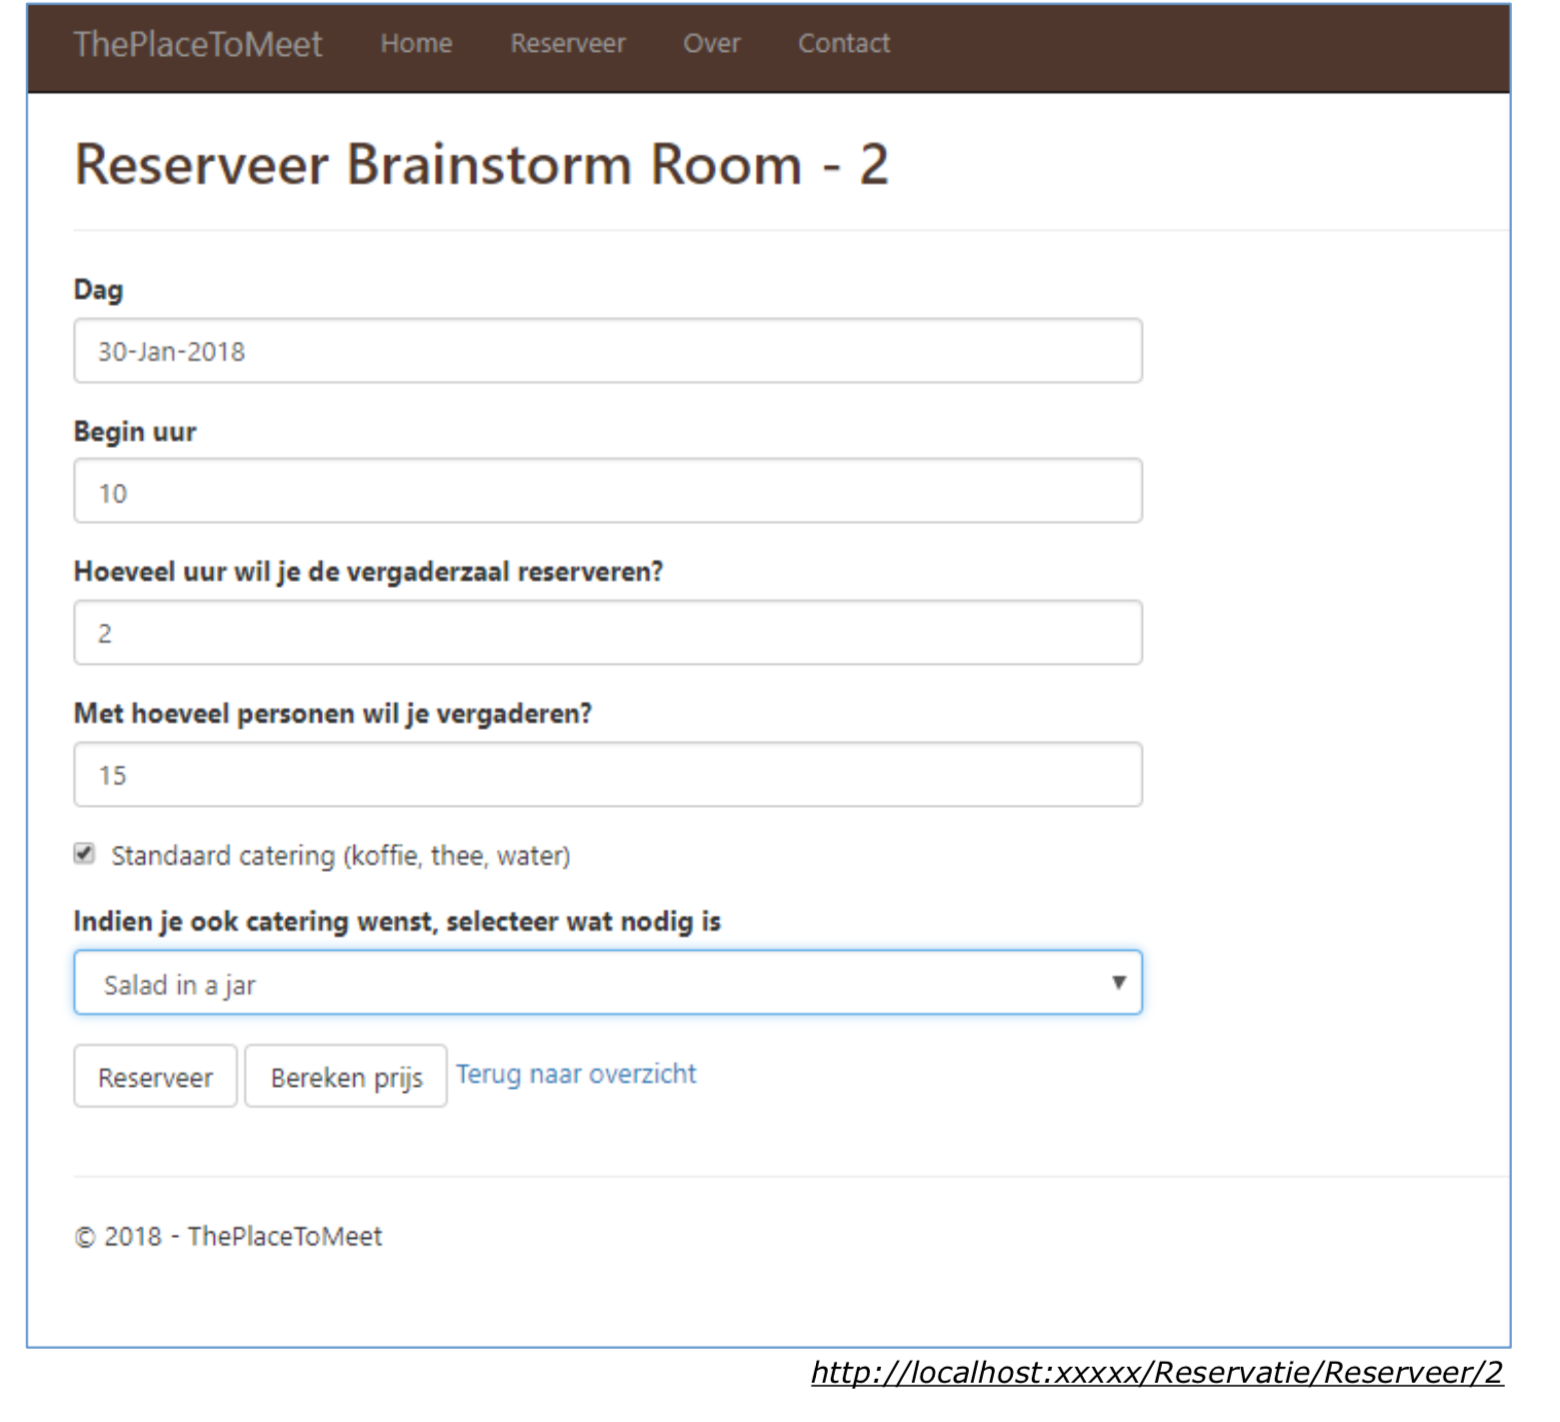 ThePlaceToMeet Home Reserveer Over Contact
Reserveer Brainstorm Room - 2
Dag
30-Jan-2018
Begin uur
10
Hoeveel uur wil je de vergaderzaal reserveren?
2
Met hoeveel personen wil je vergaderen?
15
Standaard catering (koffie, thee, water)
Indien je ook catering wenst, selecteer wat nodig is
Salad in a jar
Reserveer Bereken prijs Terug naar overzicht
© 2018 - ThePlaceToMeet
http://localhost:xxxxx/Reservatie/Reserveer/2